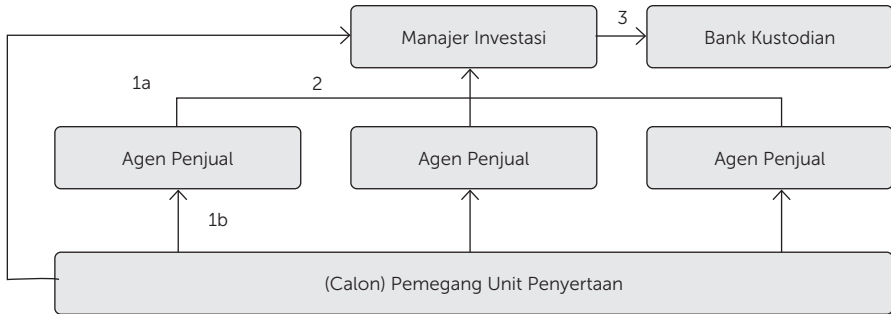 3
Manajer Investasi
Bank Kustodian
1a
2
Agen Penjual
Agen Penjual
Agen Penjual
1b
(Calon) Pemegang Unit Penyertaan